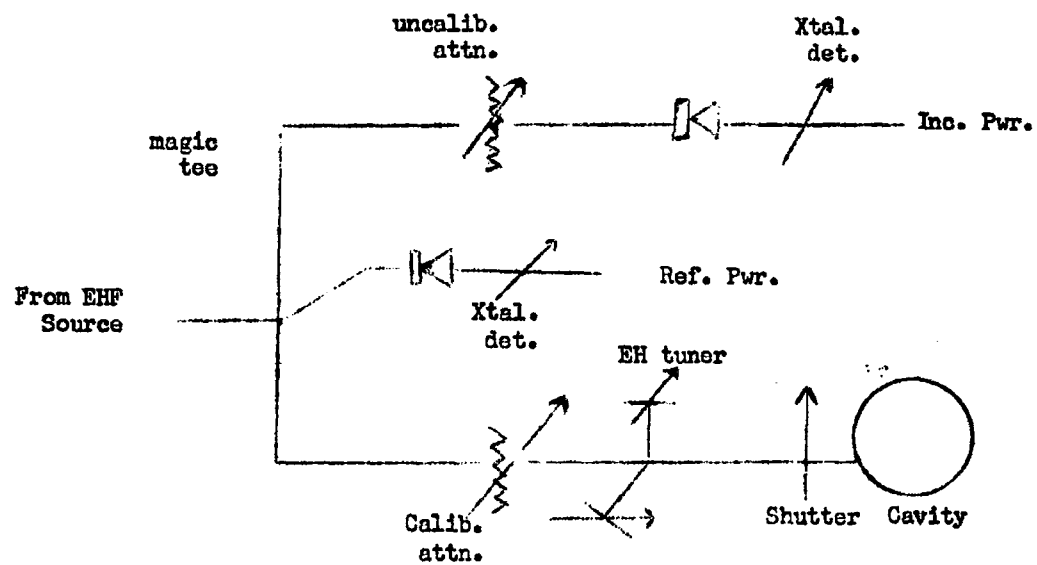 uncalib.
attn.
Xtal.
det.
Inc. Pwr.
magic
tee
Ref. Pwr.
From EHF
Source
Xtal.
det.
EH tuner
Calib.
attn.
Shutter
Cavity